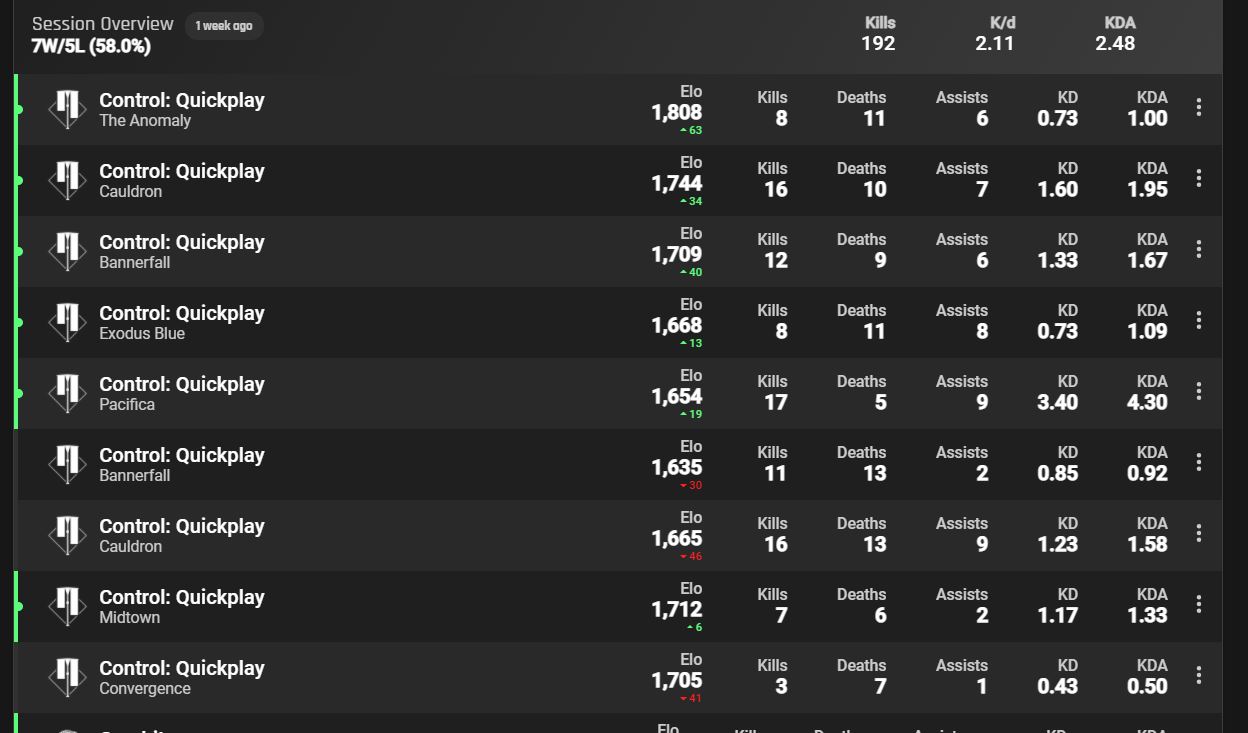 Session Overview 1 week ago
7W/5L (58.0%)
Kills K/d KDA
192 2.11 2.48
Control: Quickplay
The Anomaly
Elo Kills Deaths Assists KD KDA
1,808 8 11 6 0.73 1.00
63
Control: Quickplay
Cauldron
Elo Kills Deaths Assists KD KDA
1,744 16 10 7 1.60 1.95
34
Control: Quickplay
Bannerfall
Elo Kills Deaths Assists KD KDA
1,709 12 9 6 1.33 1.67
40
Control: Quickplay
Exodus Blue
Elo Kills Deaths Assists KD KDA
1,668 8 11 8 0.73 1.09
13
Control: Quickplay
Pacifica
Elo Kills Deaths Assists KD KDA
1,654 17 5 9 3.40 4.30
19
Control: Quickplay
Bannerfall
Elo Kills Deaths Assists KD KDA
1,635 11 13 2 0.85 0.92
30
Control: Quickplay
Cauldron
Elo Kills Deaths Assists KD KDA
1,665 16 13 9 1.23 1.58
46
Control: Quickplay
Midtown
Elo Kills Deaths Assists KD KDA
1,712 7 6 2 1.17 1.33
6
Control: Quickplay
Convergence
Elo Kills Deaths Assists KD KDA
1,705 3 7 1 0.43 0.50
41
Elo Kills Deaths Assists KD KDA